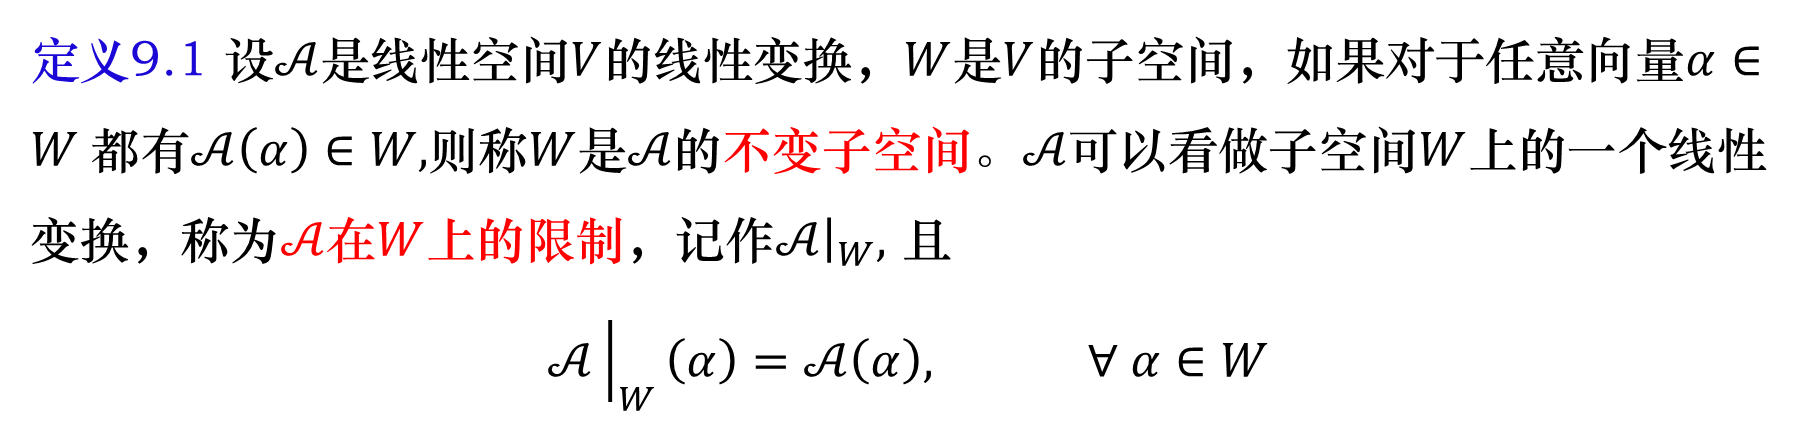 定义9.1 设𝒜是线性空间V的线性变换，W是V的子空间，如果对于任意向量α ∈
W 都有𝒜(α) ∈ W,则称W是𝒜的不变子空间。𝒜可以看做子空间W上的一个线性
变换，称为𝒜在W上的限制，记作𝒜|_W, 且
𝒜|_W (α) = 𝒜(α), ∀ α ∈ W